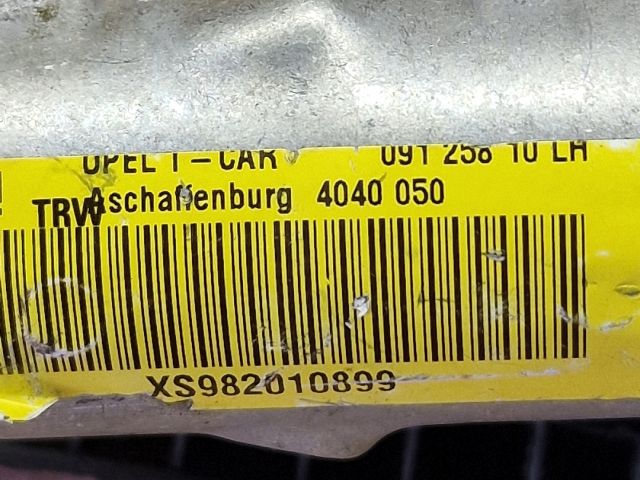 OPEL T-CAR 091 258 10 LH
TRW Aschaffenburg 4040 050
XS982010899